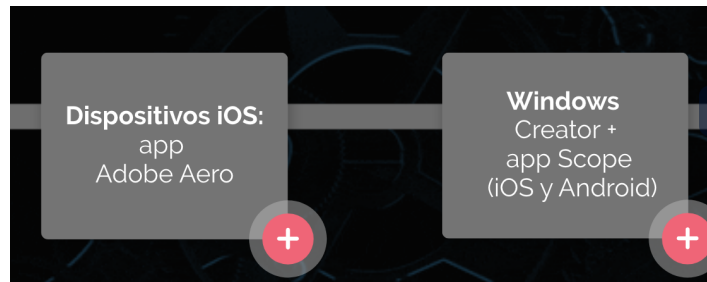 Dispositivos iOS:
app
Adobe Aero
Windows
Creator +
app Scope
(iOS y Android)